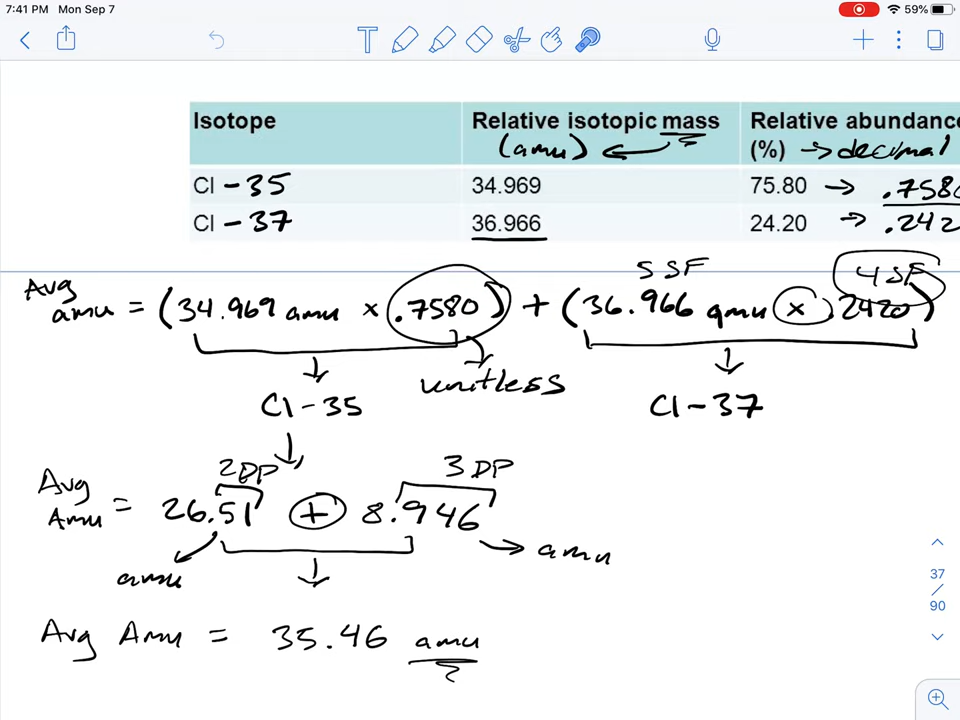 7:41 PM Mon Sep 7 59%
Isotope Relative isotopic mass Relative abundance
(amu) (%) → decimal
Cl -35 34.969 75.80 → .7580
Cl -37 36.966 24.20 → .242
5 SF 4 SF
Avg amu = (34.969 amu × .7580) + (36.966 amu × .2420)
unitless
Cl-35 Cl-37
2DP 3 DP
Avg Amu = 26.51 + 8.946
amu amu
Avg Amu = 35.46 amu
37
/
90